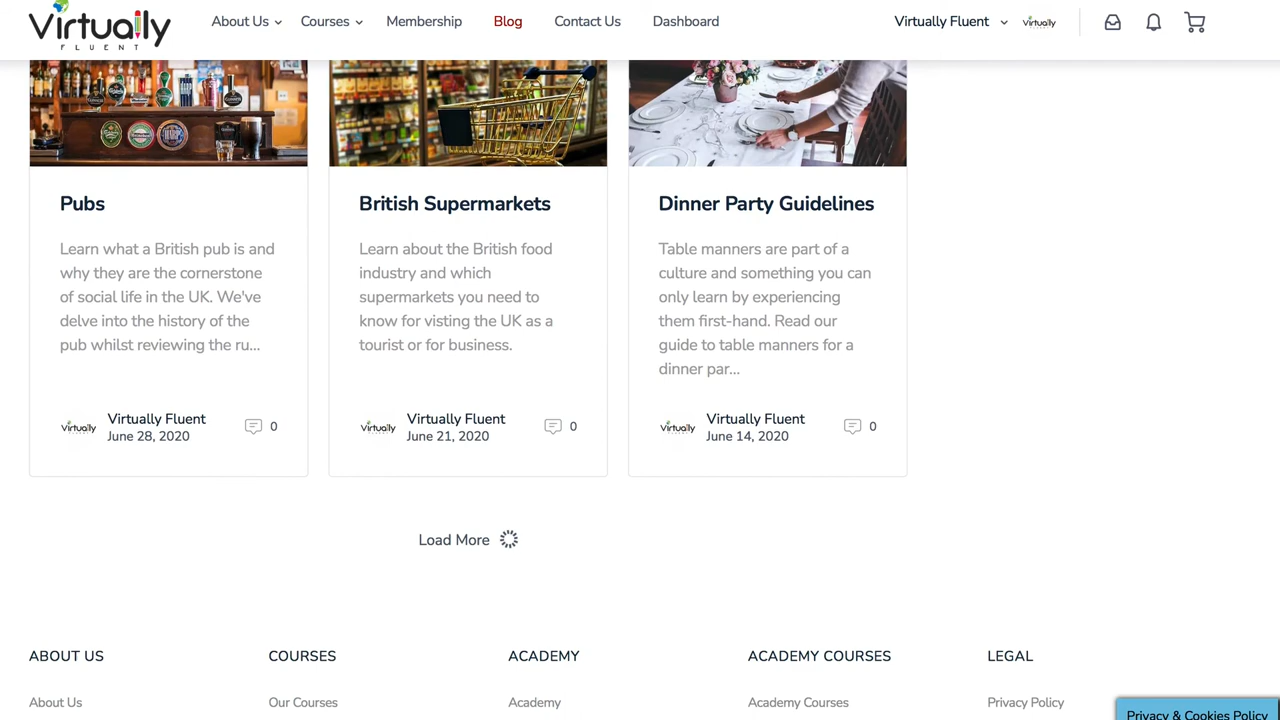 Virtually
FLUENT
About Us
Courses
Membership
Blog
Contact Us
Dashboard
Virtually Fluent
Virtually
Pubs
Learn what a British pub is and
why they are the cornerstone
of social life in the UK. We've
delve into the history of the
pub whilst reviewing the ru...
Virtually
Virtually Fluent
June 28, 2020
0
British Supermarkets
Learn about the British food
industry and which
supermarkets you need to
know for visting the UK as a
tourist or for business.
Virtually
Virtually Fluent
June 21, 2020
0
Dinner Party Guidelines
Table manners are part of a
culture and something you can
only learn by experiencing
them first-hand. Read our
guide to table manners for a
dinner par...
Virtually
Virtually Fluent
June 14, 2020
0
Load More
ABOUT US
About Us
COURSES
Our Courses
ACADEMY
Academy
ACADEMY COURSES
Academy Courses
LEGAL
Privacy Policy
Privacy & Cookies Policy